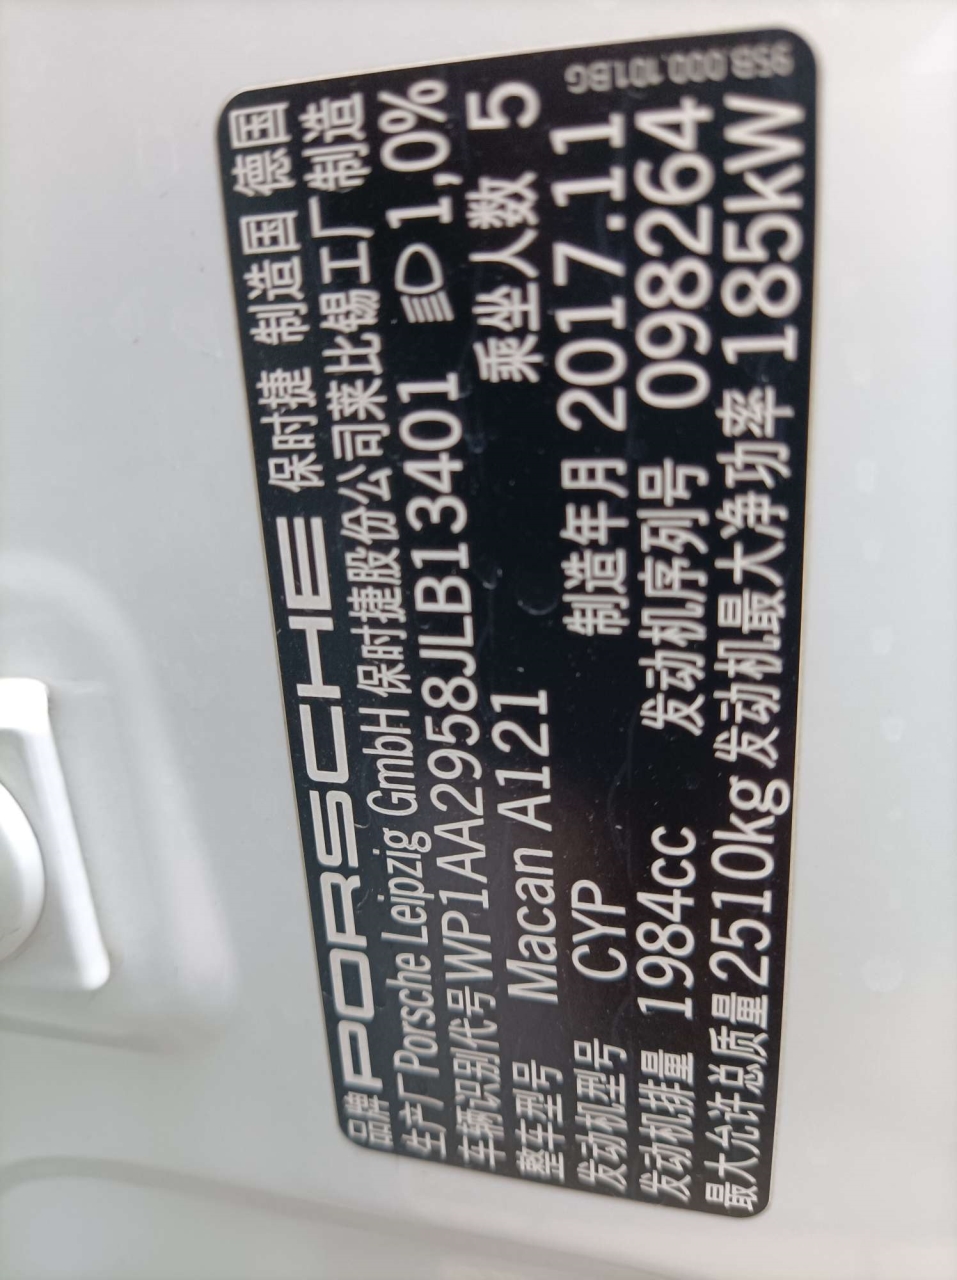 品牌 PORSCHE 保时捷 制造国 德国
生产厂 Porsche Leipzig GmbH 保时捷股份公司莱比锡工厂 制造
车辆识别代号 WP1AA2958JLB13401 1,0%
整车型号 Macan A121 乘坐人数 5
发动机型号 CYP 制造年月 2017.11
发动机排量 1984cc 发动机序列号 098264
最大允许总质量 2510kg 发动机最大净功率 185kW
95B.000.101.BG